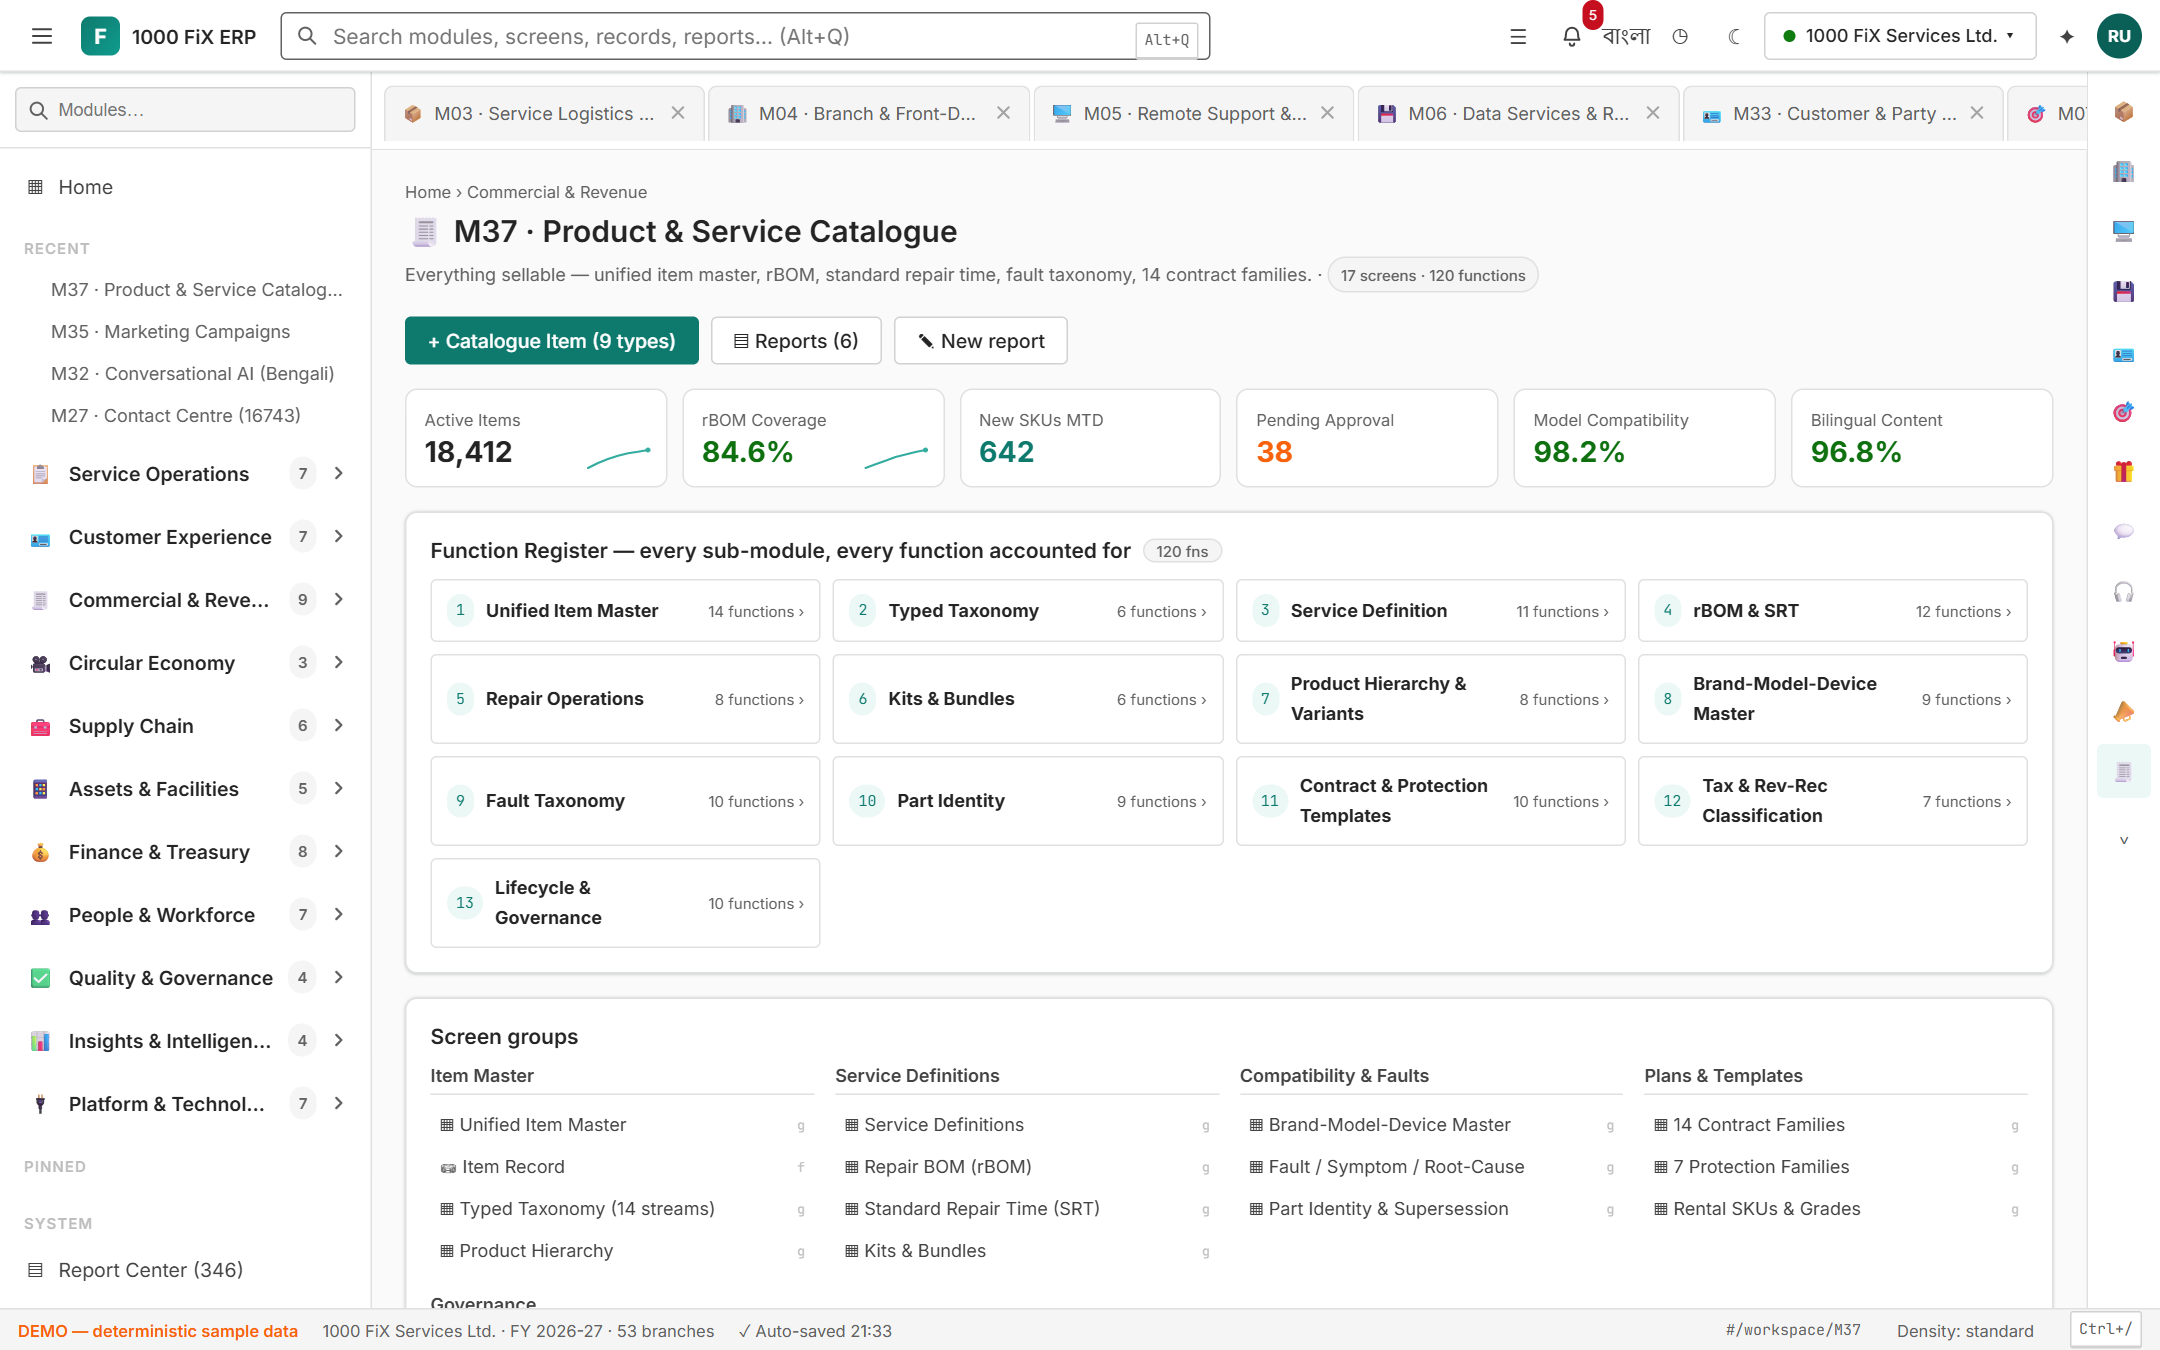 F 1000 FiX ERP
Search modules, screens, records, reports... (Alt+Q)
Alt+Q
5
বাংলা
1000 FiX Services Ltd.
RU
Modules...
Home
RECENT
M37 · Product & Service Catalog...
M35 · Marketing Campaigns
M32 · Conversational AI (Bengali)
M27 · Contact Centre (16743)
Service Operations 7
Customer Experience 7
Commercial & Reve... 9
Circular Economy 3
Supply Chain 6
Assets & Facilities 5
Finance & Treasury 8
People & Workforce 7
Quality & Governance 4
Insights & Intelligen... 4
Platform & Technol... 7
PINNED
SYSTEM
Report Center (346)
M03 · Service Logistics ...
M04 · Branch & Front-D...
M05 · Remote Support &...
M06 · Data Services & R...
M33 · Customer & Party ...
Home › Commercial & Revenue
M37 · Product & Service Catalogue
Everything sellable — unified item master, rBOM, standard repair time, fault taxonomy, 14 contract families. · 17 screens · 120 functions
+ Catalogue Item (9 types)
Reports (6)
New report
Active Items
18,412
rBOM Coverage
84.6%
New SKUs MTD
642
Pending Approval
38
Model Compatibility
98.2%
Bilingual Content
96.8%
Function Register — every sub-module, every function accounted for 120 fns
1 Unified Item Master 14 functions ›
2 Typed Taxonomy 6 functions ›
3 Service Definition 11 functions ›
4 rBOM & SRT 12 functions ›
5 Repair Operations 8 functions ›
6 Kits & Bundles 6 functions ›
7 Product Hierarchy & Variants 8 functions ›
8 Brand-Model-Device Master 9 functions ›
9 Fault Taxonomy 10 functions ›
10 Part Identity 9 functions ›
11 Contract & Protection Templates 10 functions ›
12 Tax & Rev-Rec Classification 7 functions ›
13 Lifecycle & Governance 10 functions ›
Screen groups
Item Master
Unified Item Master g
Item Record f
Typed Taxonomy (14 streams) g
Product Hierarchy g
Service Definitions
Service Definitions g
Repair BOM (rBOM) g
Standard Repair Time (SRT) g
Kits & Bundles g
Compatibility & Faults
Brand-Model-Device Master g
Fault / Symptom / Root-Cause g
Part Identity & Supersession g
Plans & Templates
14 Contract Families g
7 Protection Families g
Rental SKUs & Grades g
Governance
DEMO — deterministic sample data
1000 FiX Services Ltd. · FY 2026-27 · 53 branches
✓ Auto-saved 21:33
#/workspace/M37
Density: standard
Ctrl+/